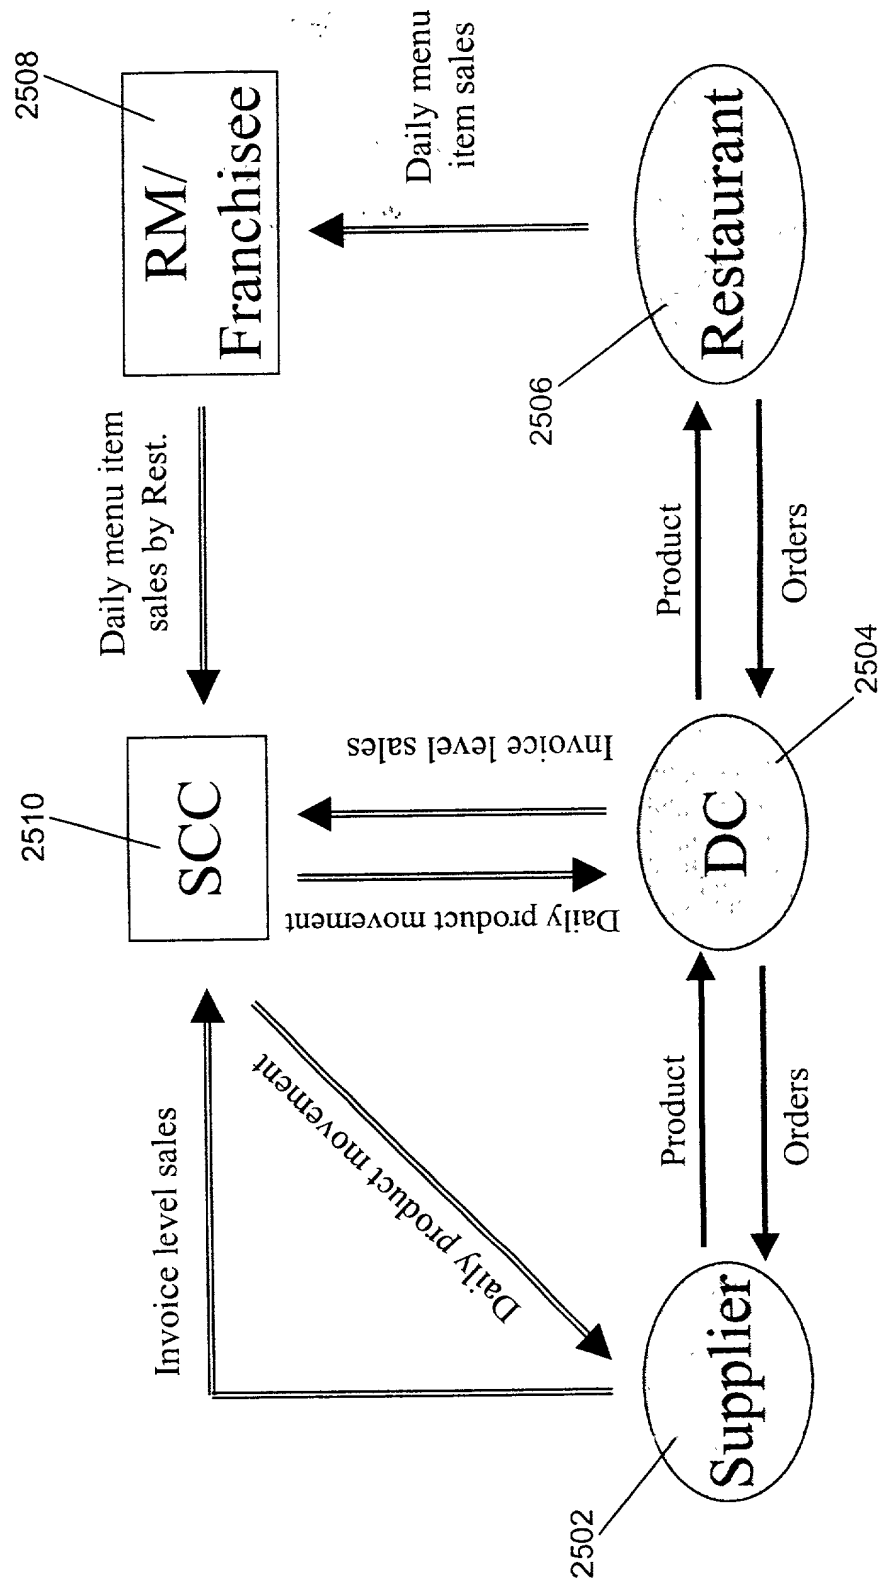 2510
SCC
Daily menu item
sales by Rest.
2508
RM/
Franchisee
Invoice level sales
Daily product movement
Daily product movement
Invoice level sales
Daily menu
item sales
2502
Supplier
Product
Orders
DC
2504
Product
Orders
2506
Restaurant